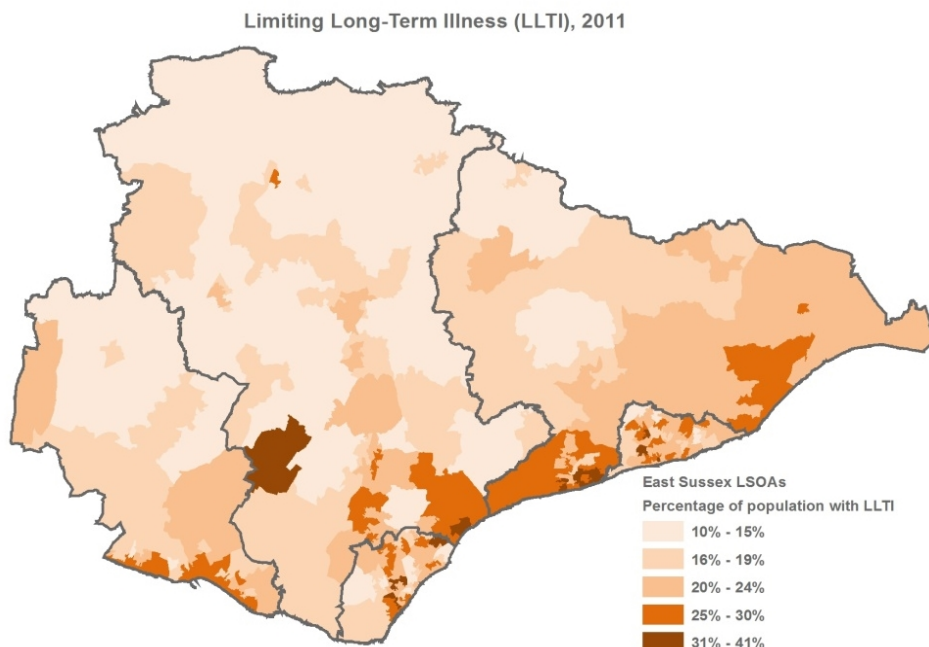 Limiting Long-Term Illness (LLTI), 2011
East Sussex LSOAs
Percentage of population with LLTI
10% - 15%
16% - 19%
20% - 24%
25% - 30%
31% - 41%